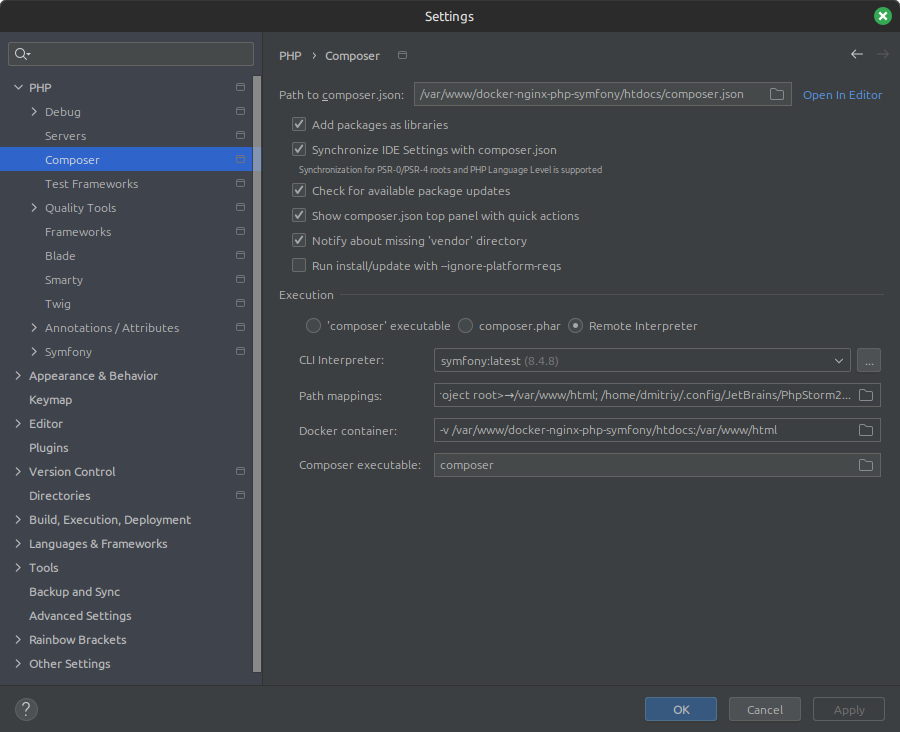 Settings
PHP
Debug
Servers
Composer
Test Frameworks
Quality Tools
Frameworks
Blade
Smarty
Twig
Annotations / Attributes
Symfony
Appearance & Behavior
Keymap
Editor
Plugins
Version Control
Directories
Build, Execution, Deployment
Languages & Frameworks
Tools
Backup and Sync
Advanced Settings
Rainbow Brackets
Other Settings
PHP › Composer
Path to composer.json: /var/www/docker-nginx-php-symfony/htdocs/composer.json Open In Editor
Add packages as libraries
Synchronize IDE Settings with composer.json
Synchronization for PSR-0/PSR-4 roots and PHP Language Level is supported
Check for available package updates
Show composer.json top panel with quick actions
Notify about missing 'vendor' directory
Run install/update with --ignore-platform-reqs
Execution
'composer' executable composer.phar Remote Interpreter
CLI Interpreter: symfony:latest (8.4.8) ...
Path mappings: roject root>→/var/www/html; /home/dmitriy/.config/JetBrains/PhpStorm2...
Docker container: -v /var/www/docker-nginx-php-symfony/htdocs:/var/www/html
Composer executable: composer
?
OK Cancel Apply